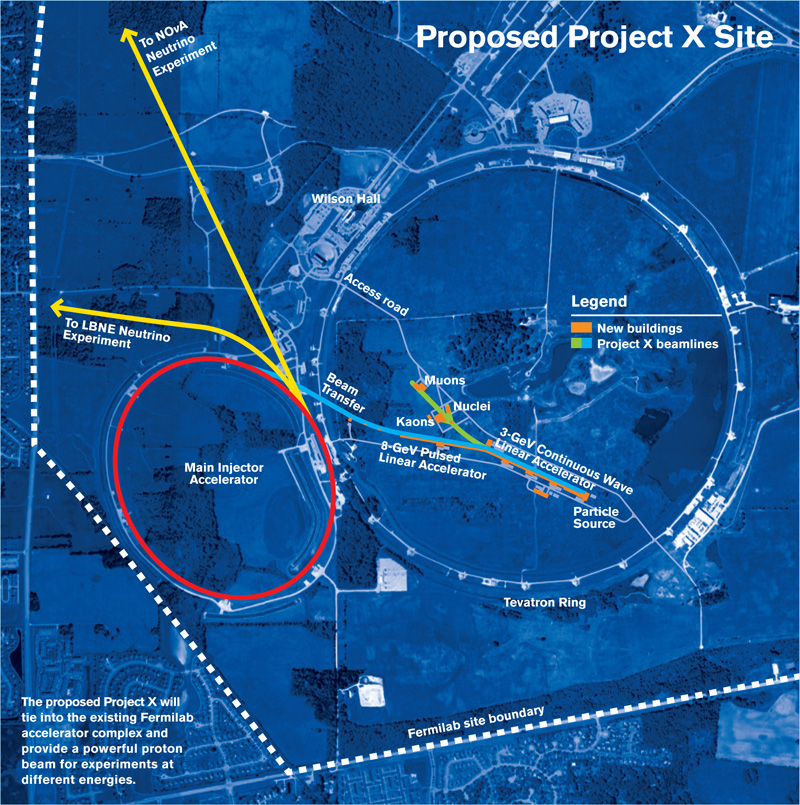 Proposed Project X Site
To NOvA
Neutrino
Experiment
Wilson Hall
Access road
Legend
New buildings
Project X beamlines
To LBNE Neutrino
Experiment
Beam
Transfer
Muons
Nuclei
Kaons
3-GeV Continuous Wave
Linear Accelerator
8-GeV Pulsed
Linear Accelerator
Main Injector
Accelerator
Particle
Source
Tevatron Ring
The proposed Project X will
tie into the existing Fermilab
accelerator complex and
provide a powerful proton
beam for experiments at
different energies.
Fermilab site boundary